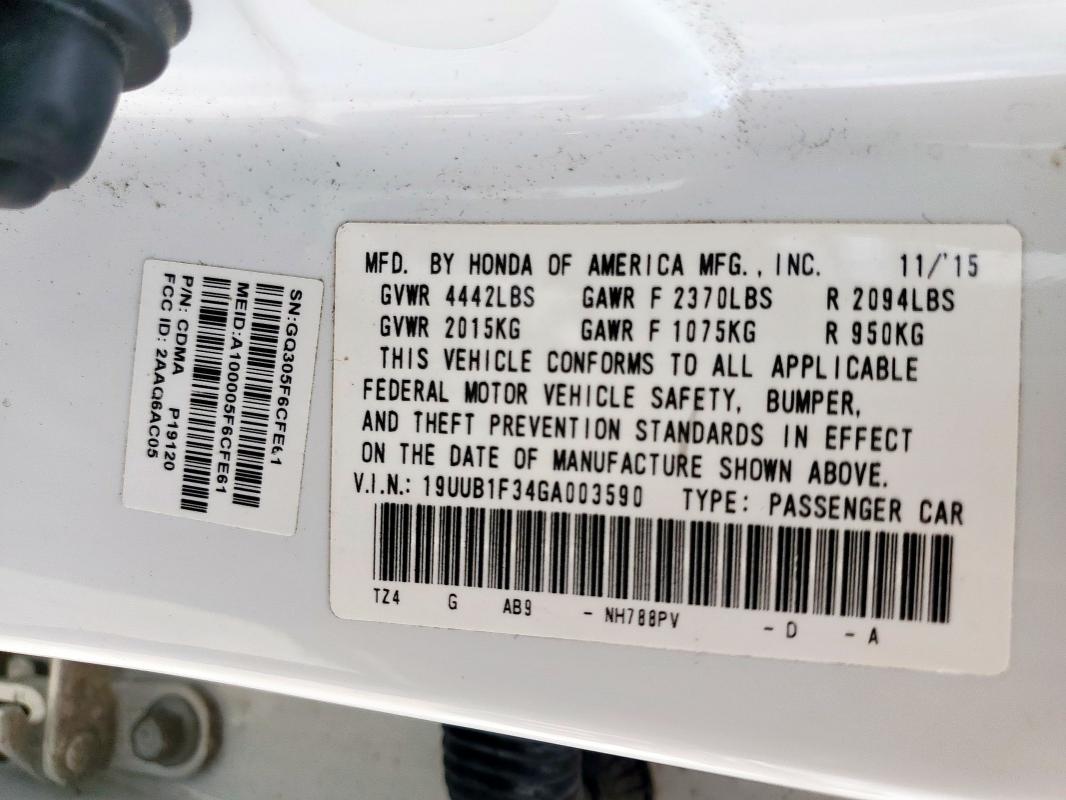 SN:GQ305F6CFE61
MEID:A100005F6CFE61
P/N: CDMA P19120
FCC ID: 2AAQ6AC05
MFD. BY HONDA OF AMERICA MFG., INC. 11/'15
GVWR 4442LBS GAWR F 2370LBS R 2094LBS
GVWR 2015KG GAWR F 1075KG R 950KG
THIS VEHICLE CONFORMS TO ALL APPLICABLE
FEDERAL MOTOR VEHICLE SAFETY, BUMPER,
AND THEFT PREVENTION STANDARDS IN EFFECT
ON THE DATE OF MANUFACTURE SHOWN ABOVE.
V.I.N.: 19UUB1F34GA003590 TYPE: PASSENGER CAR
TZ4 G AB9 - NH788PV - D - A